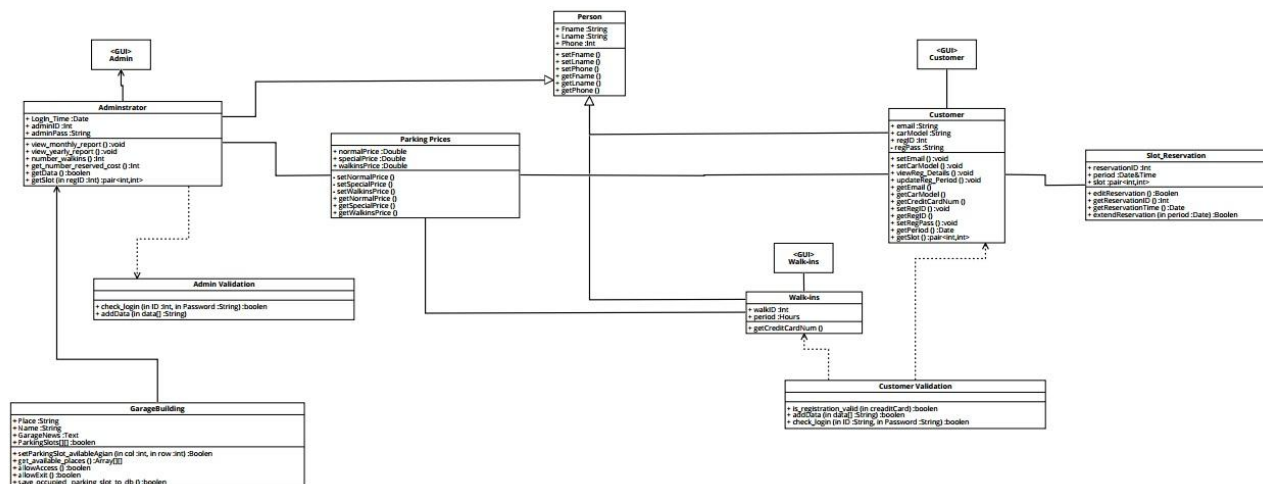 Person
+ Fname :String
+ Lname :String
+ Phone :Int
+ setFname ()
+ setLname ()
+ setPhone ()
+ getFname ()
+ getLname ()
+ getPhone ()
<GUI>
Admin
<GUI>
Customer
Adminstrator
+ LogIn_Time :Date
+ adminID :Int
+ adminPass :String
+ view_monthly_report () :void
+ view_yearly_report () :void
+ number_walkins () :Int
+ get_number_reserved_cost () :Int
+ getData () :boolen
+ getSlot (in regID :Int) :pair<int,int>
Parking Prices
+ normalPrice :Double
+ specialPrice :Double
+ walkinsPrice :Double
- setNormalPrice ()
- setSpecialPrice ()
- setWalkinsPrice ()
+ getNormalPrice ()
+ getSpecialPrice ()
+ getWalkinsPrice ()
Customer
+ email :String
+ carModel :String
+ regID :Int
- regPass :String
+ setEmail () :void
+ setCarModel () :void
+ viewReg_Details () :void
+ updateReg_Period () :void
+ getEmail ()
+ getCarModel ()
+ getCreditCardNum ()
+ setRegID () :void
+ getRegID ()
+ setRegPass () :void
+ getPeriod () :Date
+ getSlot () :pair<int,int>
Slot_Reservation
+ reservationID :Int
+ period :Date&Time
+ slot :pair<int,int>
+ editReservation () :Boolen
+ getReservationID () :Int
+ getReservationTime () :Date
+ extendReservation (in period :Date) :Boolen
Admin Validation
+ check_login (in ID :Int, in Password :String) :boolen
+ addData (in data[] :String)
<GUI>
Walk-ins
Walk-ins
+ walkID :Int
+ period :Hours
+ getCreditCardNum ()
Customer Validation
+ is_registration_valid (in creaditCard) :boolen
+ addData (in data[] :String) :boolen
+ check_login (in ID :String, in Password :String) :boolen
GarageBuilding
+ Place :String
+ Name :String
+ GarageNews :Text
+ ParkingSlots[][] :boolen
+ setParkingSlot_avilableAgian (in col :int, in row :int) :Boolen
+ get_available_places () :Array[][]
+ allowAccess () :boolen
+ allowExit () :boolen
+ save_occupied_parking_slot_to_db () :boolen